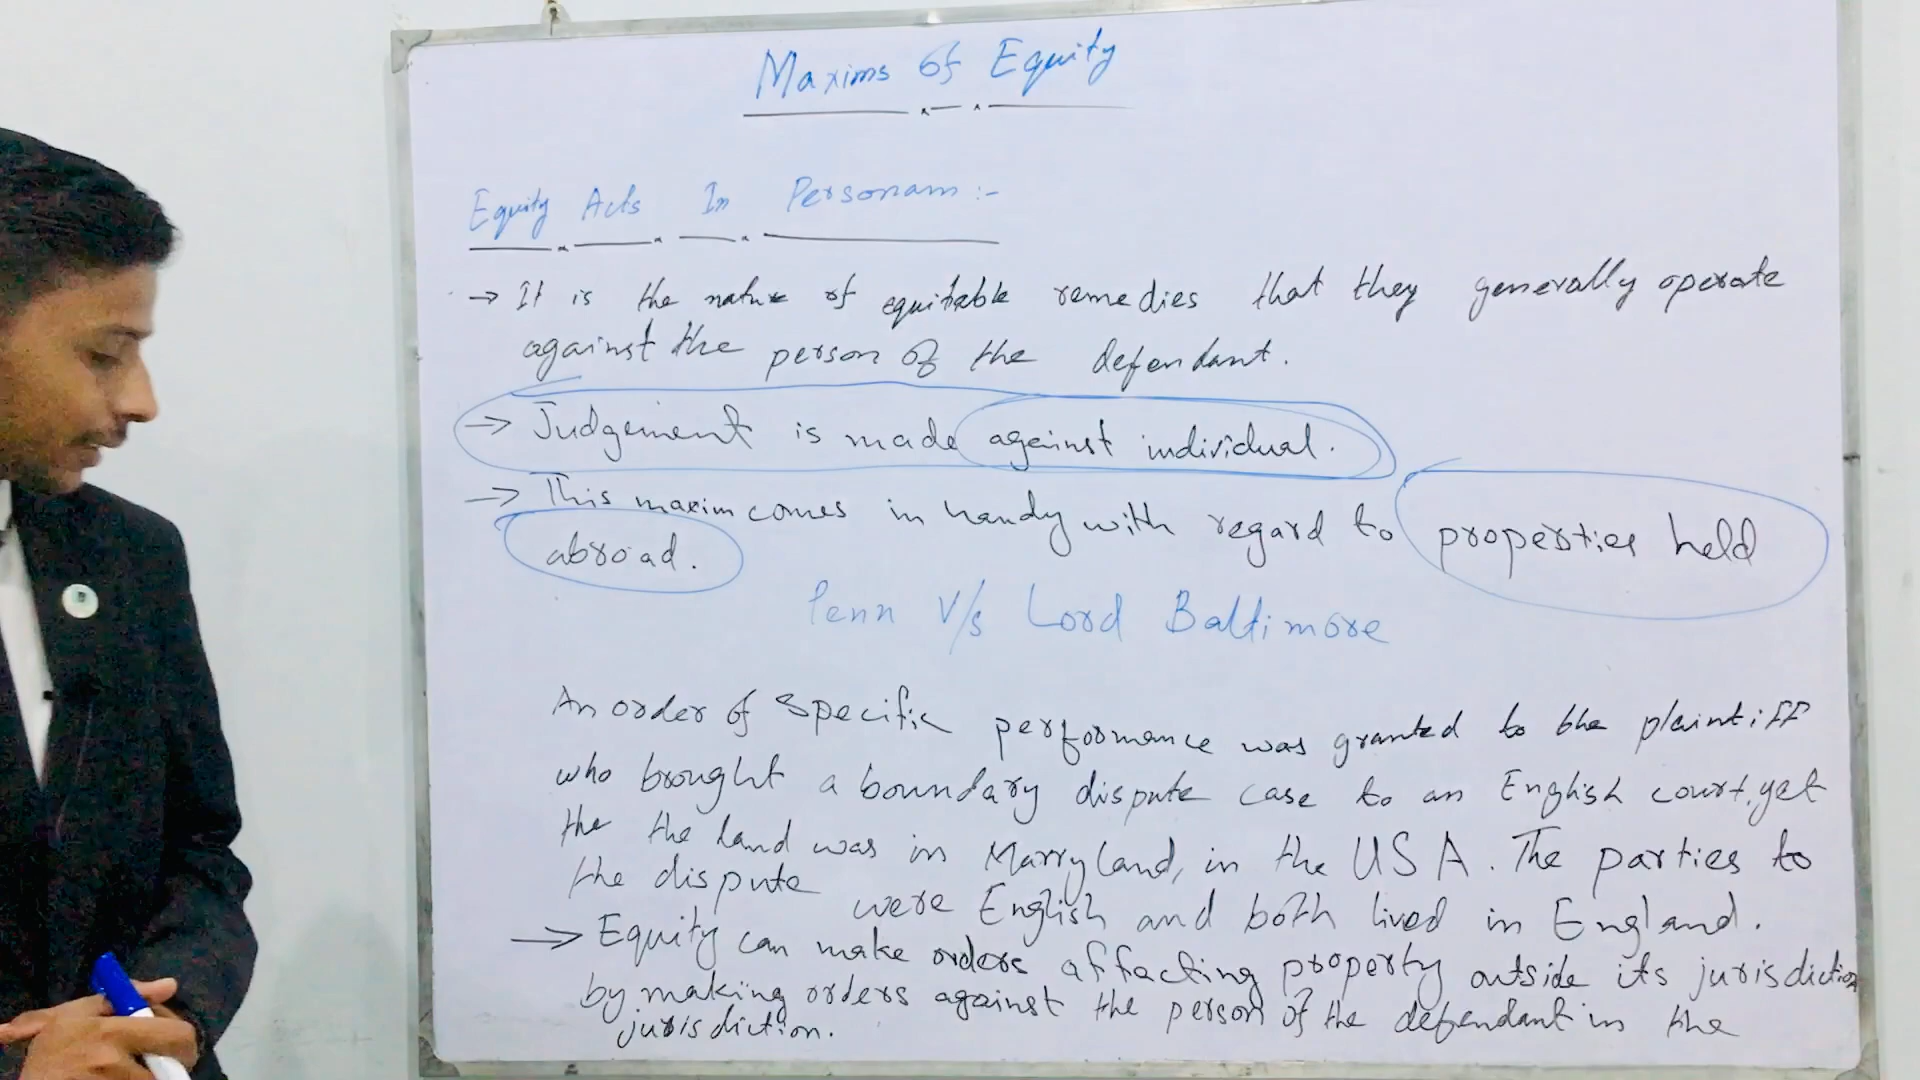 Maxims of Equity
Equity Acts In Personam :-
→ It is the nature of equitable remedies that they generally operate
against the person of the defendant.
→ Judgement is made against individual.
→ This maxim comes in handy with regard to properties held
abroad.
Penn V/s Lord Baltimore
An order of specific performance was granted to the plaintiff
who brought a boundary dispute case to an English court, yet
the the land was in Marryland, in the USA. The parties to
the dispute were English and both lived in England.
→ Equity can make orders affacting property outside its jurisdiction
by making orders against the person of the defendant in the
jurisdiction.